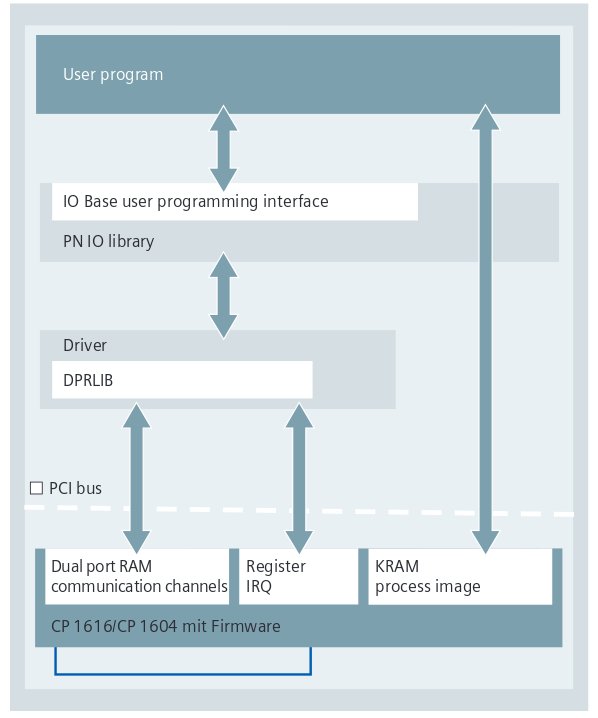 User program
IO Base user programming interface
PN IO library
Driver
DPRLIB
PCI bus
Dual port RAM
communication channels
Register
IRQ
KRAM
process image
CP 1616/CP 1604 mit Firmware